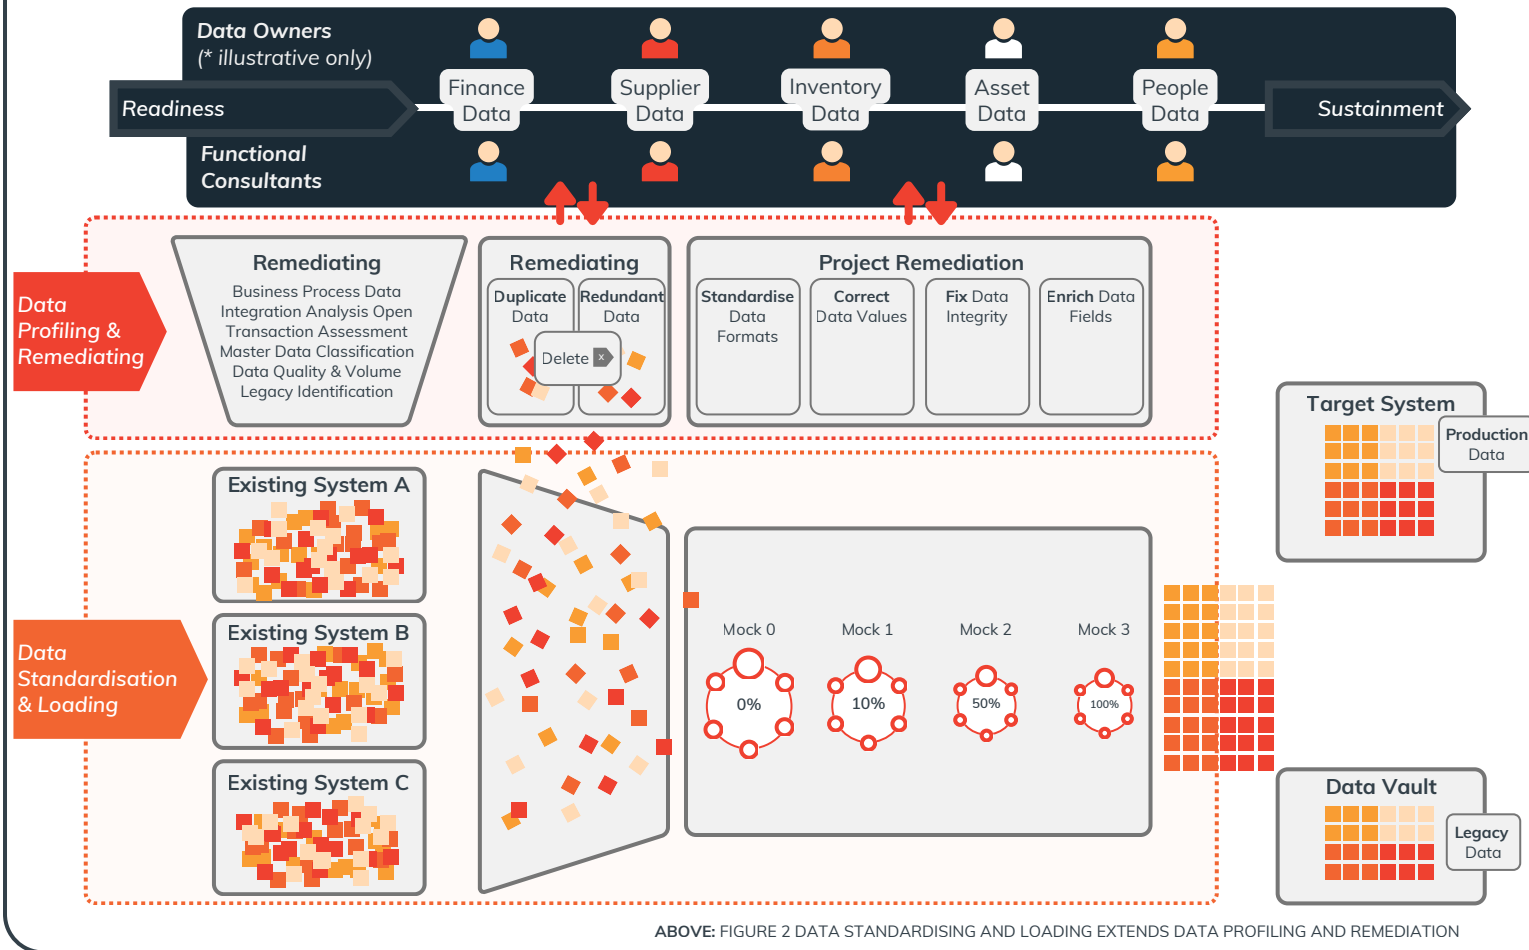 Data Owners
(* illustrative only)
Readiness
Finance
Data
Supplier
Data
Inventory
Data
Asset
Data
People
Data
Sustainment
Functional
Consultants
Data
Profiling &
Remediating
Remediating
Business Process Data
Integration Analysis Open
Transaction Assessment
Master Data Classification
Data Quality & Volume
Legacy Identification
Remediating
Duplicate
Data
Redundant
Data
Delete x
Project Remediation
Standardise
Data
Formats
Correct
Data Values
Fix Data
Integrity
Enrich Data
Fields
Target System
Production
Data
Data
Standardisation
& Loading
Existing System A
Existing System B
Existing System C
Mock 0
0%
Mock 1
10%
Mock 2
50%
Mock 3
100%
Data Vault
Legacy
Data
ABOVE: FIGURE 2 DATA STANDARDISING AND LOADING EXTENDS DATA PROFILING AND REMEDIATION